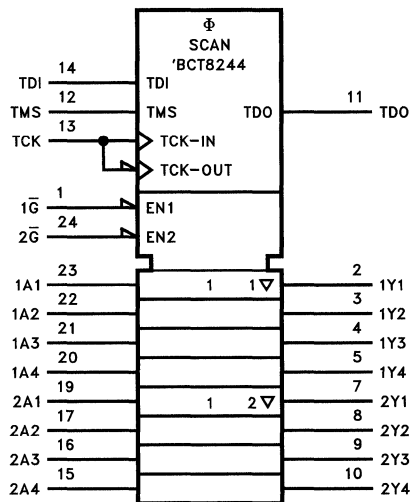 Φ
SCAN
'BCT8244
TDI 14 TDI
TMS 12 TMS TDO 11 TDO
TCK 13 TCK-IN
TCK-OUT
1G̅ 1 EN1
2G̅ 24 EN2
1A1 23 1 1▽ 2 1Y1
1A2 22 3 1Y2
1A3 21 4 1Y3
1A4 20 5 1Y4
2A1 19 1 2▽ 7 2Y1
2A2 17 8 2Y2
2A3 16 9 2Y3
2A4 15 10 2Y4